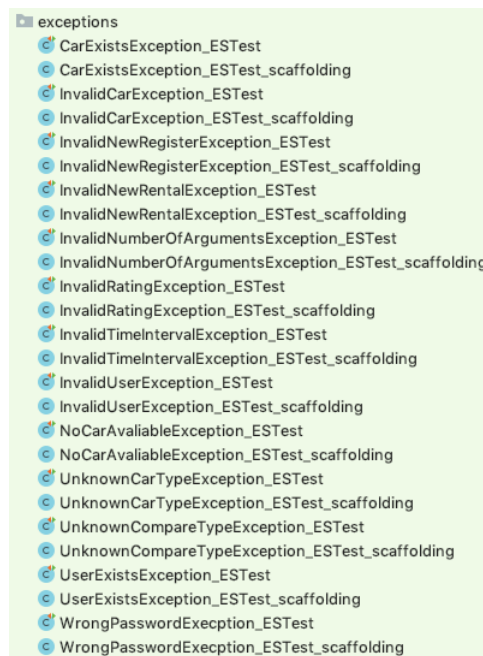 exceptions
CarExistsException_ESTest
CarExistsException_ESTest_scaffolding
InvalidCarException_ESTest
InvalidCarException_ESTest_scaffolding
InvalidNewRegisterException_ESTest
InvalidNewRegisterException_ESTest_scaffolding
InvalidNewRentalException_ESTest
InvalidNewRentalException_ESTest_scaffolding
InvalidNumberOfArgumentsException_ESTest
InvalidNumberOfArgumentsException_ESTest_scaffolding
InvalidRatingException_ESTest
InvalidRatingException_ESTest_scaffolding
InvalidTimeIntervalException_ESTest
InvalidTimeIntervalException_ESTest_scaffolding
InvalidUserException_ESTest
InvalidUserException_ESTest_scaffolding
NoCarAvaliableException_ESTest
NoCarAvaliableException_ESTest_scaffolding
UnknownCarTypeException_ESTest
UnknownCarTypeException_ESTest_scaffolding
UnknownCompareTypeException_ESTest
UnknownCompareTypeException_ESTest_scaffolding
UserExistsException_ESTest
UserExistsException_ESTest_scaffolding
WrongPasswordExecption_ESTest
WrongPasswordExecption_ESTest_scaffolding